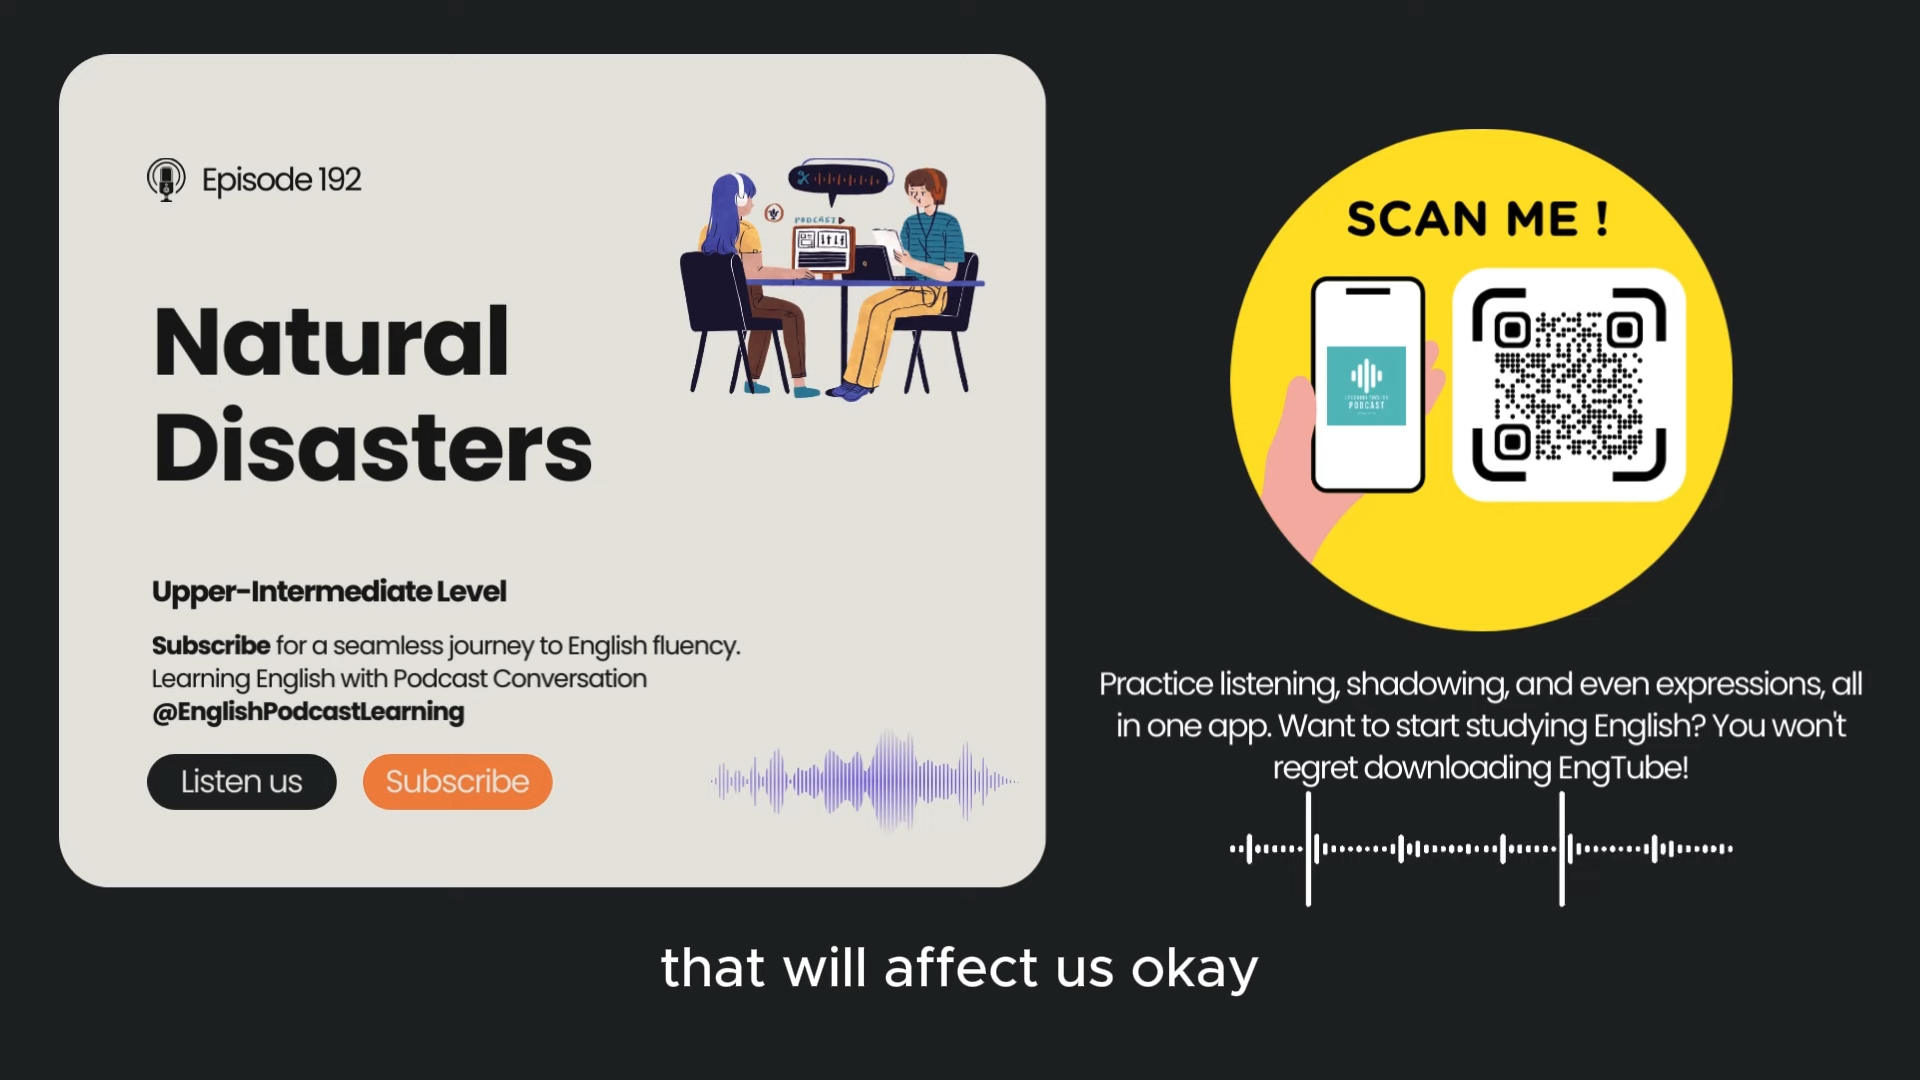 Episode 192
PODCAST
Natural
Disasters
Upper-Intermediate Level
Subscribe for a seamless journey to English fluency.
Learning English with Podcast Conversation
@EnglishPodcastLearning
Listen us
Subscribe
SCAN ME !
PODCAST
Practice listening, shadowing, and even expressions, all
in one app. Want to start studying English? You won't
regret downloading EngTube!
that will affect us okay